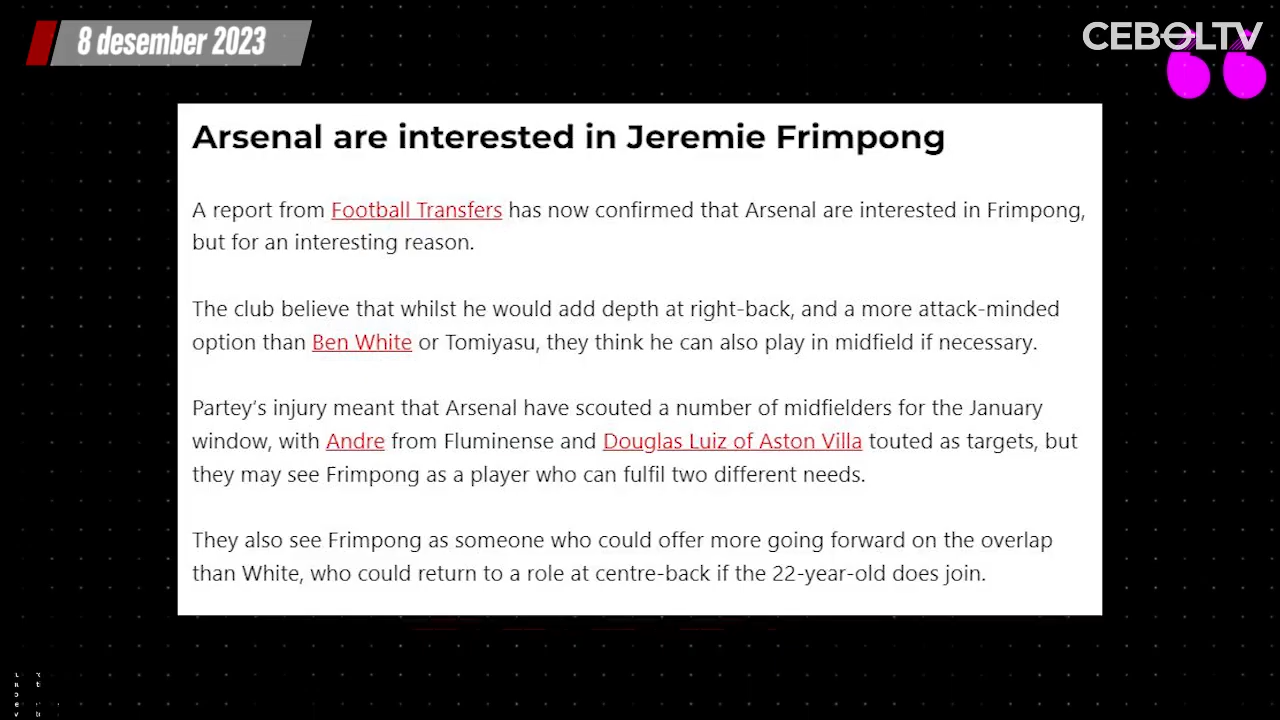 8 desember 2023
CEBOLTV
Arsenal are interested in Jeremie Frimpong
A report from Football Transfers has now confirmed that Arsenal are interested in Frimpong,
but for an interesting reason.
The club believe that whilst he would add depth at right-back, and a more attack-minded
option than Ben White or Tomiyasu, they think he can also play in midfield if necessary.
Partey's injury meant that Arsenal have scouted a number of midfielders for the January
window, with Andre from Fluminense and Douglas Luiz of Aston Villa touted as targets, but
they may see Frimpong as a player who can fulfil two different needs.
They also see Frimpong as someone who could offer more going forward on the overlap
than White, who could return to a role at centre-back if the 22-year-old does join.